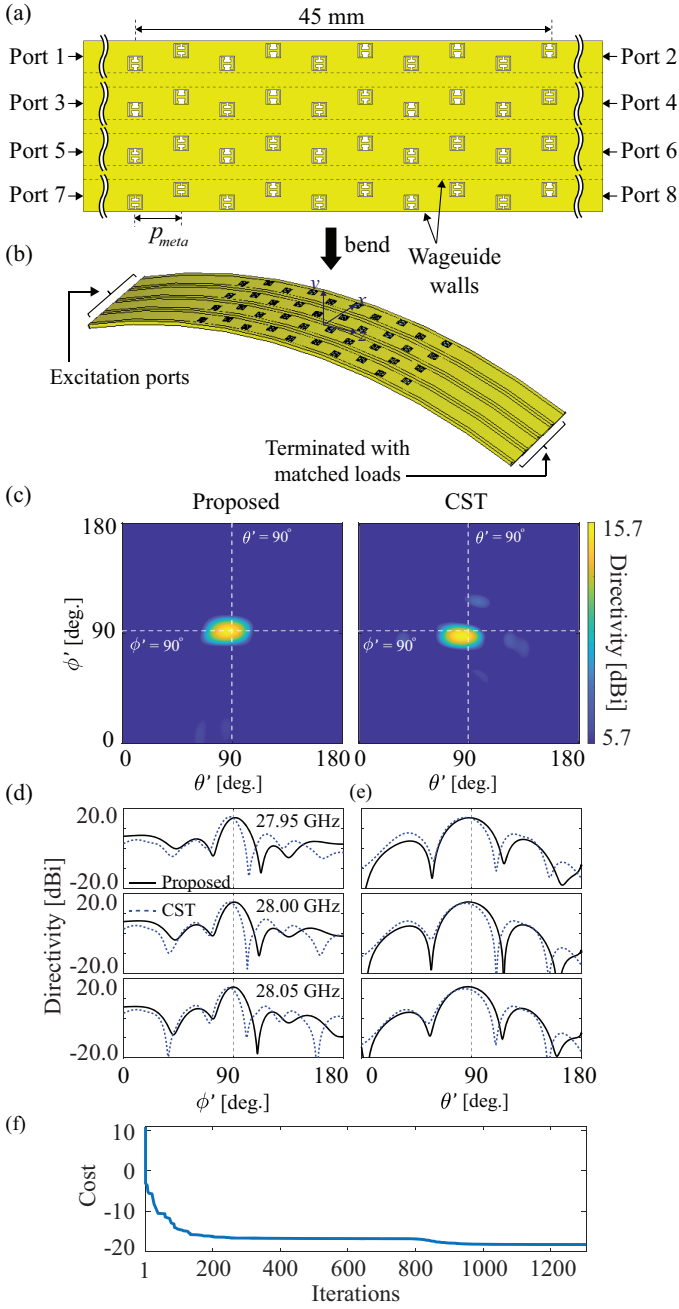 (a)
45 mm
Port 1
Port 2
Port 3
Port 4
Port 5
Port 6
Port 7
Port 8
p_meta
bend
Wageuide
walls
(b)
y
x
z
Excitation ports
Terminated with
matched loads
(c)
Proposed
CST
180
90
0
ϕ' [deg.]
θ' = 90°
ϕ' = 90°
θ' = 90°
ϕ' = 90°
0
90
180
θ' [deg.]
0
90
180
θ' [deg.]
15.7
5.7
Directivity [dBi]
(d)
(e)
20.0
-20.0
27.95 GHz
Proposed
20.0
-20.0
28.00 GHz
CST
20.0
-20.0
28.05 GHz
Directivity [dBi]
0
90
180
ϕ' [deg.]
0
90
180
θ' [deg.]
(f)
10
0
-10
-20
Cost
1
200
400
600
800
1000
1200
Iterations